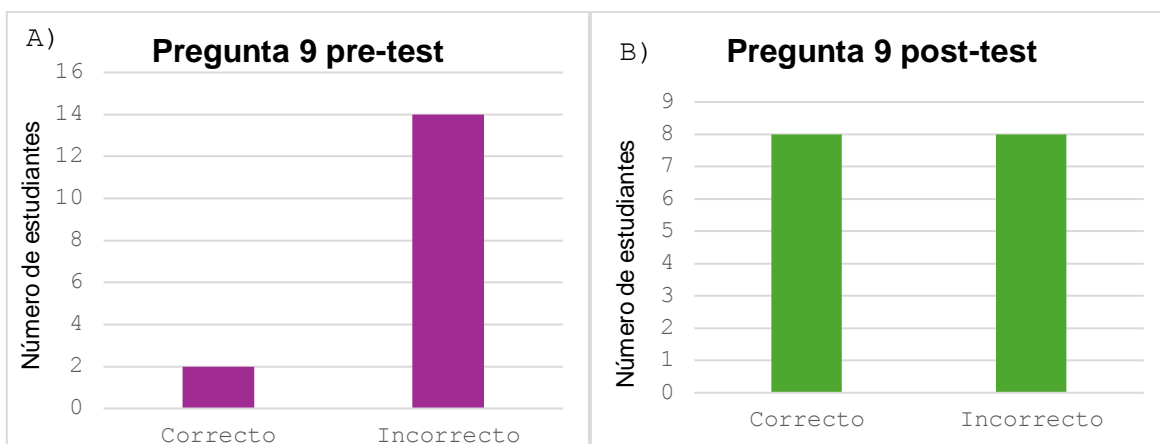 A)
Pregunta 9 pre-test
Número de estudiantes
16
14
12
10
8
6
4
2
0
Correcto Incorrecto
B)
Pregunta 9 post-test
Número de estudiantes
9
8
7
6
5
4
3
2
1
0
Correcto Incorrecto